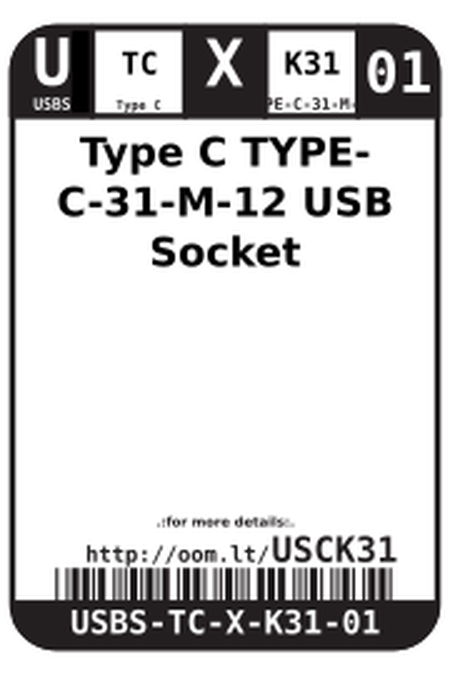 U TC X K31 01
USBS Type C PE-C-31-M-
Type C TYPE-
C-31-M-12 USB
Socket
.:for more details:.
http://oom.lt/USCK31
USBS-TC-X-K31-01